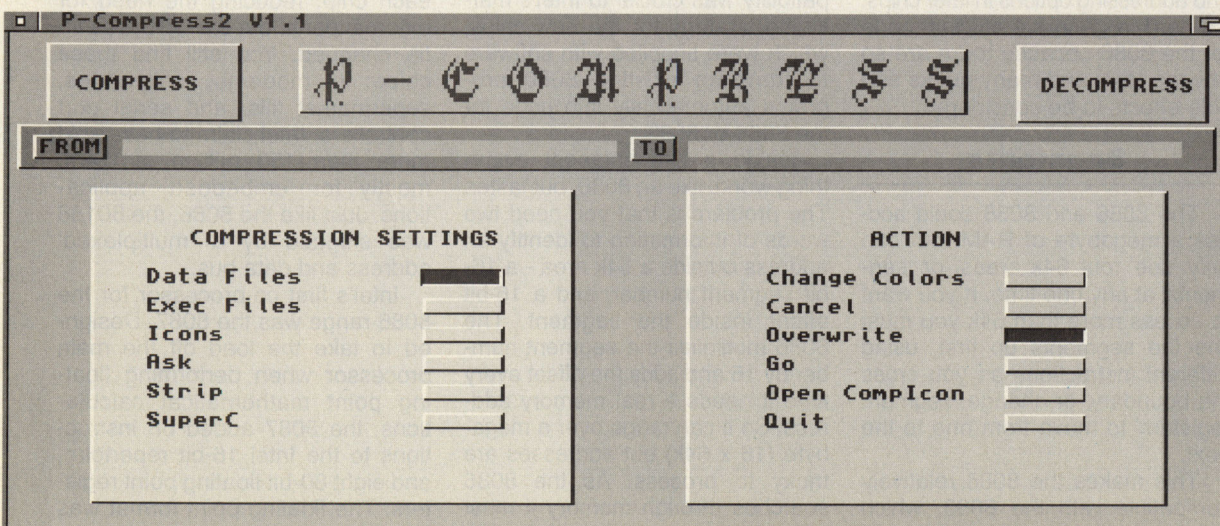 P-Compress2 V1.1
COMPRESS
P-COMPRESS
DECOMPRESS
FROM
TO
COMPRESSION SETTINGS
Data Files
Exec Files
Icons
Ask
Strip
SuperC
ACTION
Change Colors
Cancel
Overwrite
Go
Open CompIcon
Quit